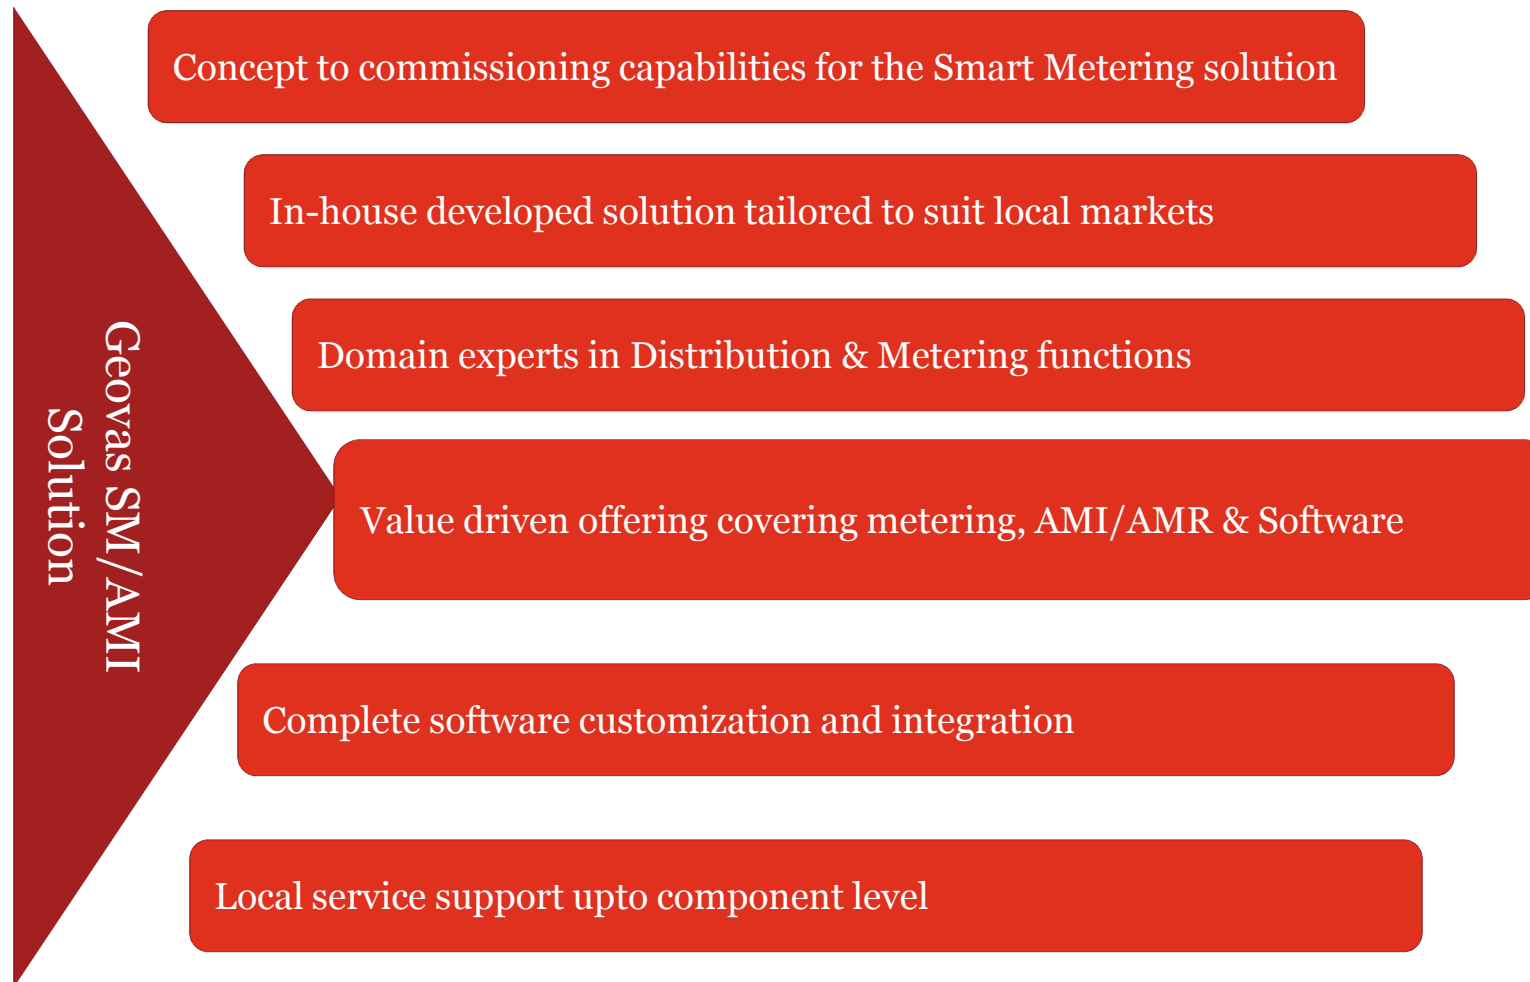 Geovas SM/AMI
Solution
Concept to commissioning capabilities for the Smart Metering solution
In-house developed solution tailored to suit local markets
Domain experts in Distribution & Metering functions
Value driven offering covering metering, AMI/AMR & Software
Complete software customization and integration
Local service support upto component level